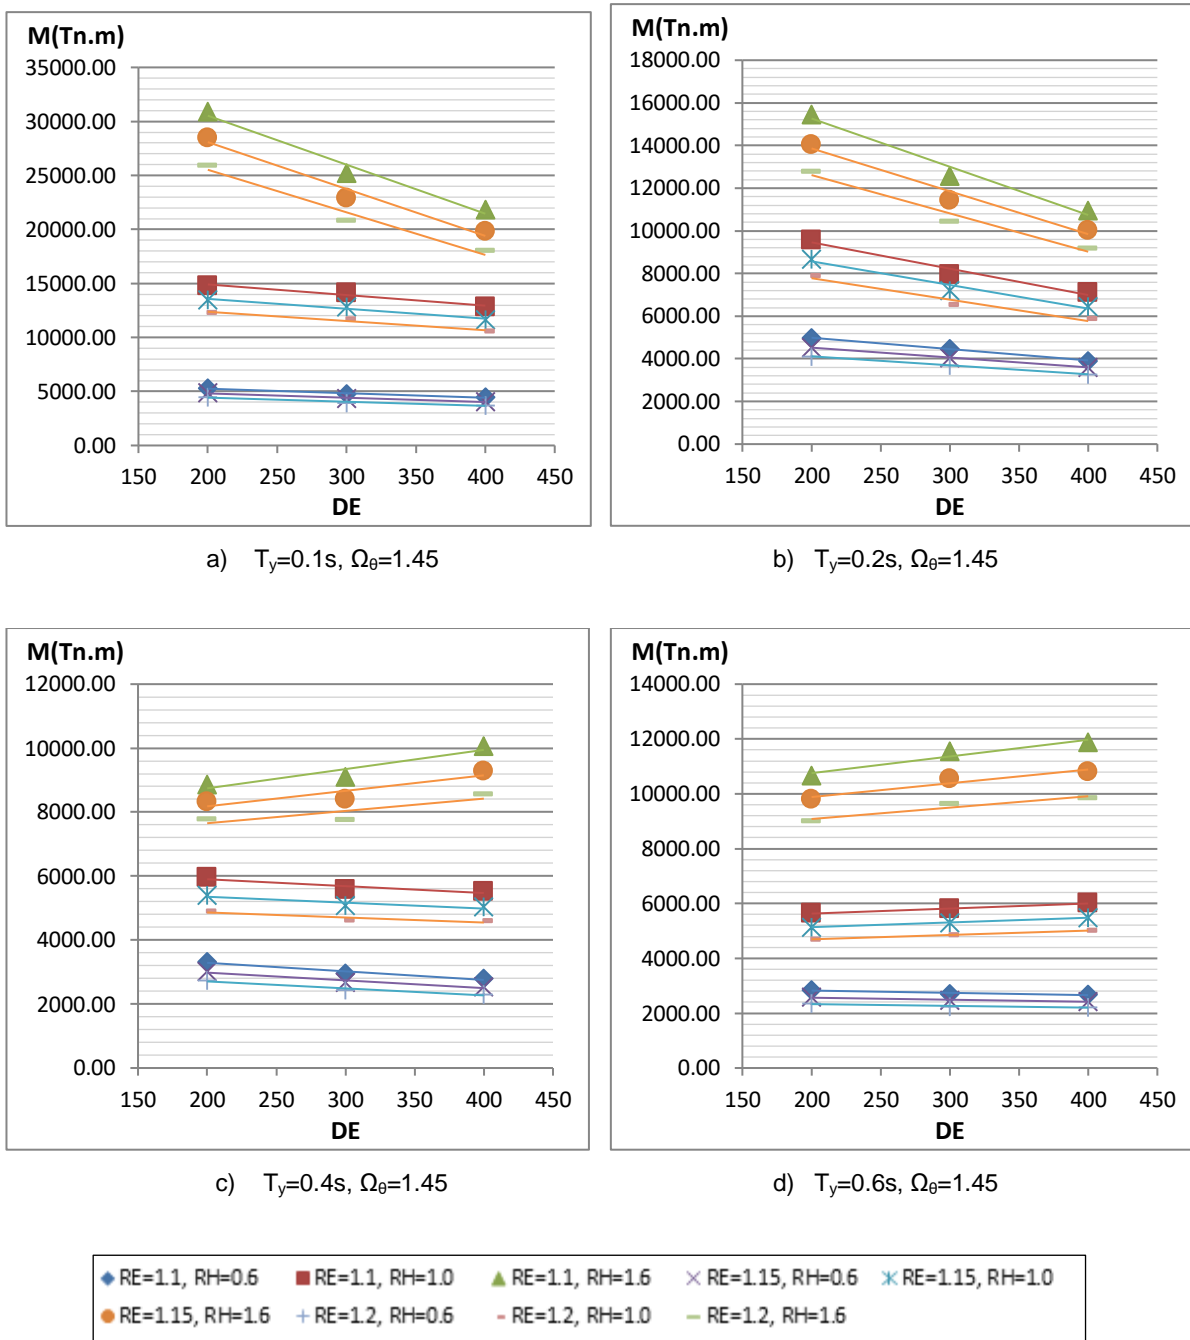 M(Tn.m)
35000.00
30000.00
25000.00
20000.00
15000.00
10000.00
5000.00
0.00
150 200 250 300 350 400 450
DE
a) Ty=0.1s, Ωθ=1.45
M(Tn.m)
18000.00
16000.00
14000.00
12000.00
10000.00
8000.00
6000.00
4000.00
2000.00
0.00
150 200 250 300 350 400 450
DE
b) Ty=0.2s, Ωθ=1.45
M(Tn.m)
12000.00
10000.00
8000.00
6000.00
4000.00
2000.00
0.00
150 200 250 300 350 400 450
DE
c) Ty=0.4s, Ωθ=1.45
M(Tn.m)
14000.00
12000.00
10000.00
8000.00
6000.00
4000.00
2000.00
0.00
150 200 250 300 350 400 450
DE
d) Ty=0.6s, Ωθ=1.45
RE=1.1, RH=0.6 RE=1.1, RH=1.0 RE=1.1, RH=1.6 RE=1.15, RH=0.6 RE=1.15, RH=1.0
RE=1.15, RH=1.6 RE=1.2, RH=0.6 RE=1.2, RH=1.0 RE=1.2, RH=1.6